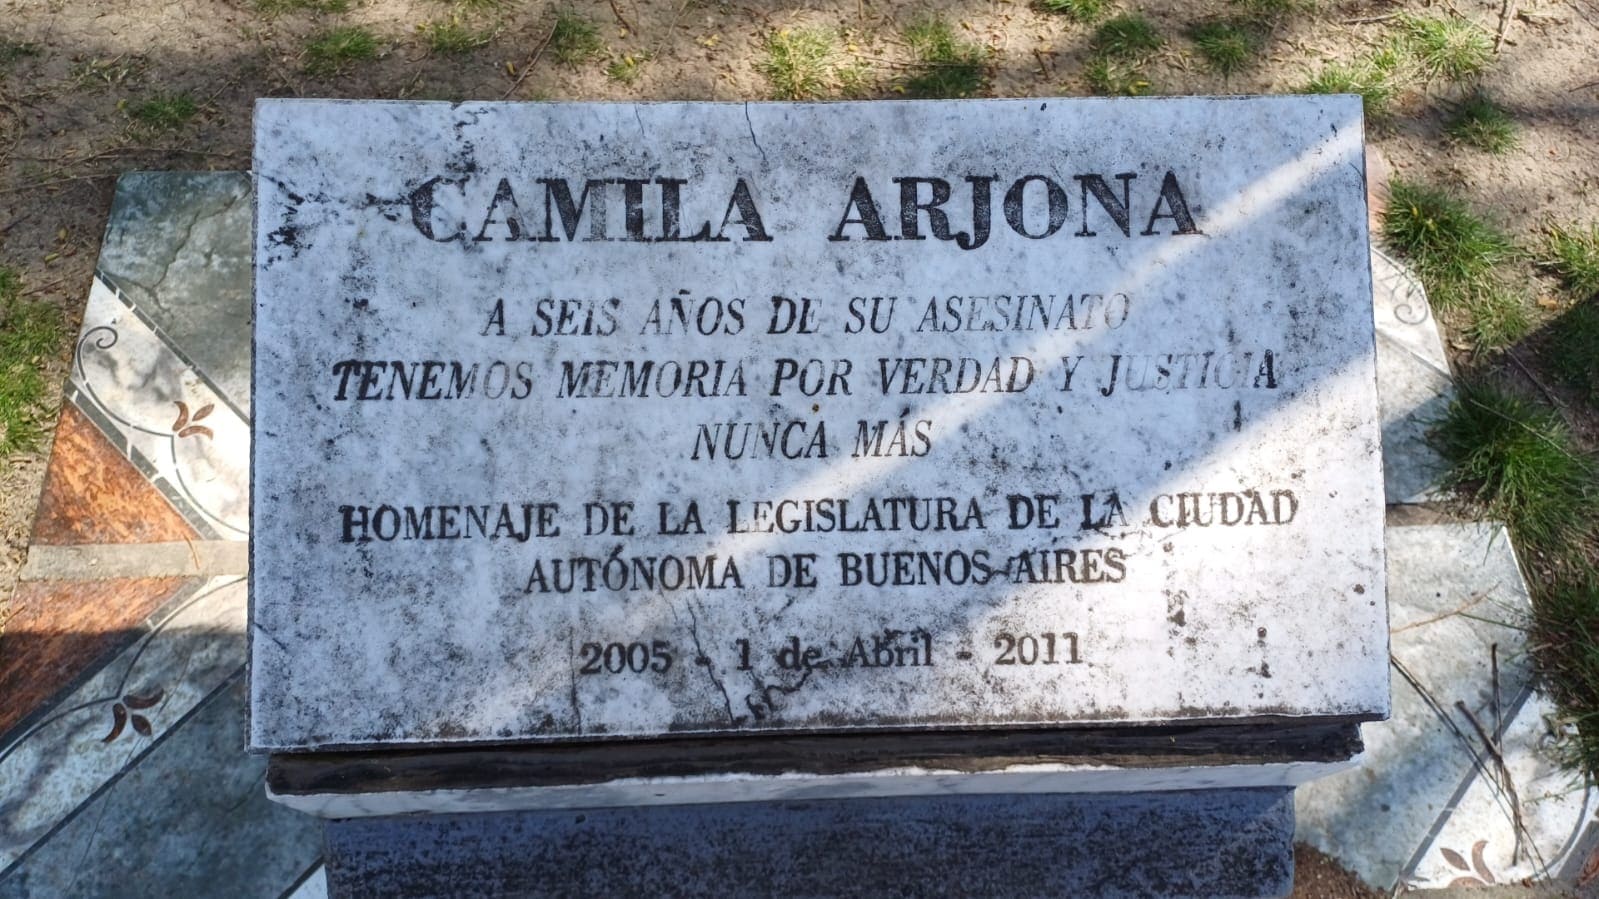 CAMILA ARJONA
A SEIS AÑOS DE SU ASESINATO
TENEMOS MEMORIA POR VERDAD Y JUSTICIA
NUNCA MÁS
HOMENAJE DE LA LEGISLATURA DE LA CIUDAD
AUTÓNOMA DE BUENOS AIRES
2005 - 1 de Abril - 2011